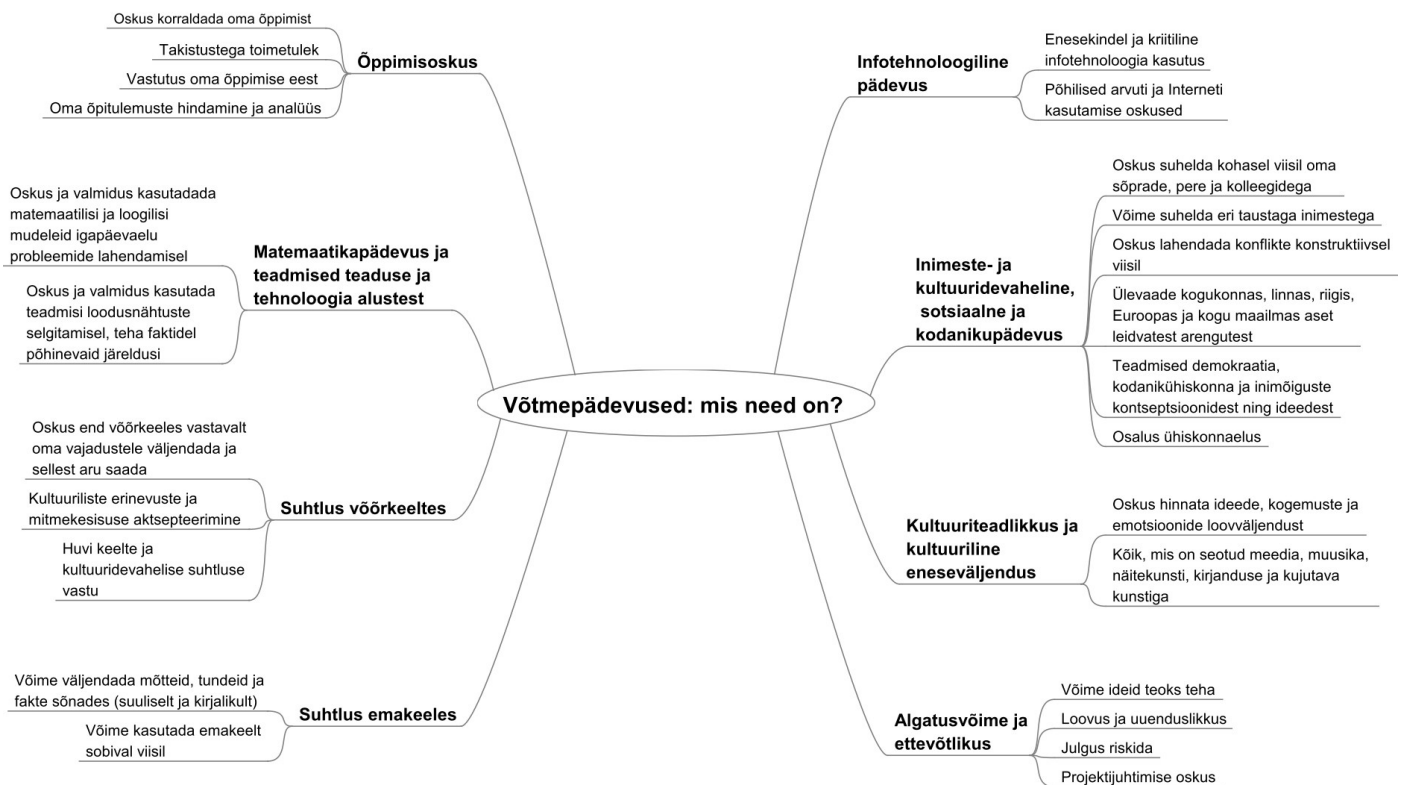 Võtmepädevused: mis need on?
Õppimisoskus
Oskus korraldada oma õppimist
Takistustega toimetulek
Vastutus oma õppimise eest
Oma õpitulemuste hindamine ja analüüs
Matemaatikapädevus ja
teadmised teaduse ja
tehnoloogia alustest
Oskus ja valmidus kasutadada
matemaatilisi ja loogilisi
mudeleid igapäevaelu
probleemide lahendamisel
Oskus ja valmidus kasutada
teadmisi loodusnähtuste
selgitamisel, teha faktidel
põhinevaid järeldusi
Suhtlus võõrkeeltes
Oskus end võõrkeeles vastavalt
oma vajadustele väljendada ja
sellest aru saada
Kultuuriliste erinevuste ja
mitmekesisuse aktsepteerimine
Huvi keelte ja
kultuuridevahelise suhtluse
vastu
Suhtlus emakeeles
Võime väljendada mõtteid, tundeid ja
fakte sõnades (suuliselt ja kirjalikult)
Võime kasutada emakeelt
sobival viisil
Infotehnoloogiline
pädevus
Enesekindel ja kriitiline
infotehnoloogia kasutus
Põhilised arvuti ja Interneti
kasutamise oskused
Inimeste- ja
kultuuridevaheline,
sotsiaalne ja
kodanikupädevus
Oskus suhelda kohasel viisil oma
sõprade, pere ja kolleegidega
Võime suhelda eri taustaga inimestega
Oskus lahendada konflikte konstruktiivsel
viisil
Ülevaade kogukonnas, linnas, riigis,
Euroopas ja kogu maailmas aset
leidvatest arengutest
Teadmised demokraatia,
kodanikühiskonna ja inimõiguste
kontseptsioonidest ning ideedest
Osalus ühiskonnaelus
Kultuuriteadlikkus ja
kultuuriline
eneseväljendus
Oskus hinnata ideede, kogemuste ja
emotsioonide loovväljendust
Kõik, mis on seotud meedia, muusika,
näitekunsti, kirjanduse ja kujutava
kunstiga
Algatusvõime ja
ettevõtlikus
Võime ideid teoks teha
Loovus ja uuenduslikkus
Julgus riskida
Projektijuhtimise oskus